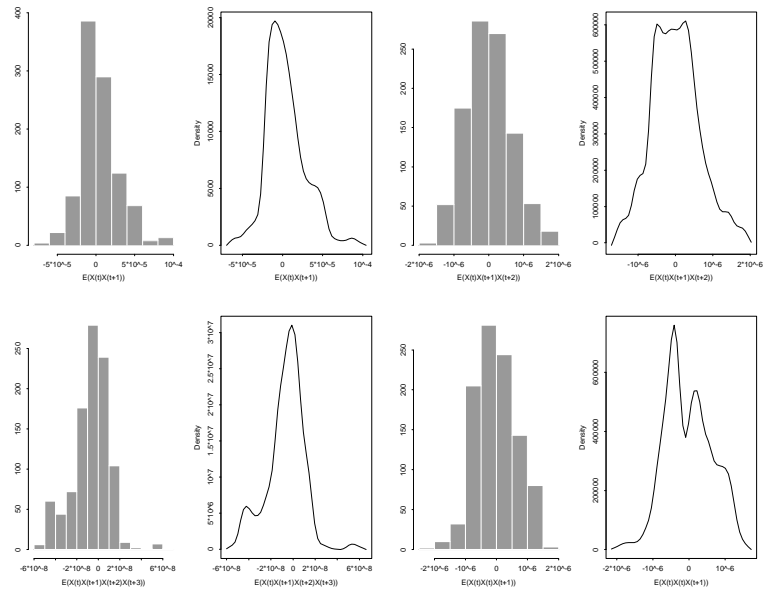 400
300
200
100
0
-5*10^-5 0 5*10^-5 10^-4
E(X(t)X(t+1))
Density
20000
15000
10000
5000
0
-5*10^-5 0 5*10^-5 10^-4
E(X(t)X(t+1))
250
200
150
100
50
0
-2*10^-6 -10^-6 0 10^-6 2*10^-6
E(X(t)X(t+1)X(t+2))
Density
600000
500000
400000
300000
200000
100000
0
-10^-6 0 10^-6 2*10^-6
E(X(t)X(t+1)X(t+2))
250
200
150
100
50
0
-6*10^-8 -2*10^-8 0 2*10^-8 6*10^-8
E(X(t)X(t+1)X(t+2)X(t+3))
Density
3*10^7
2.5*10^7
2*10^7
1.5*10^7
10^7
5*10^6
0
-6*10^-8 -2*10^-8 0 2*10^-8 6*10^-8
E(X(t)X(t+1)X(t+2)X(t+3))
250
200
150
100
50
0
-2*10^-6 -10^-6 0 10^-6 2*10^-6
E(X(t)X(t)X(t+1))
Density
600000
400000
200000
0
-2*10^-6 -10^-6 0 10^-6
E(X(t)X(t)X(t+1))